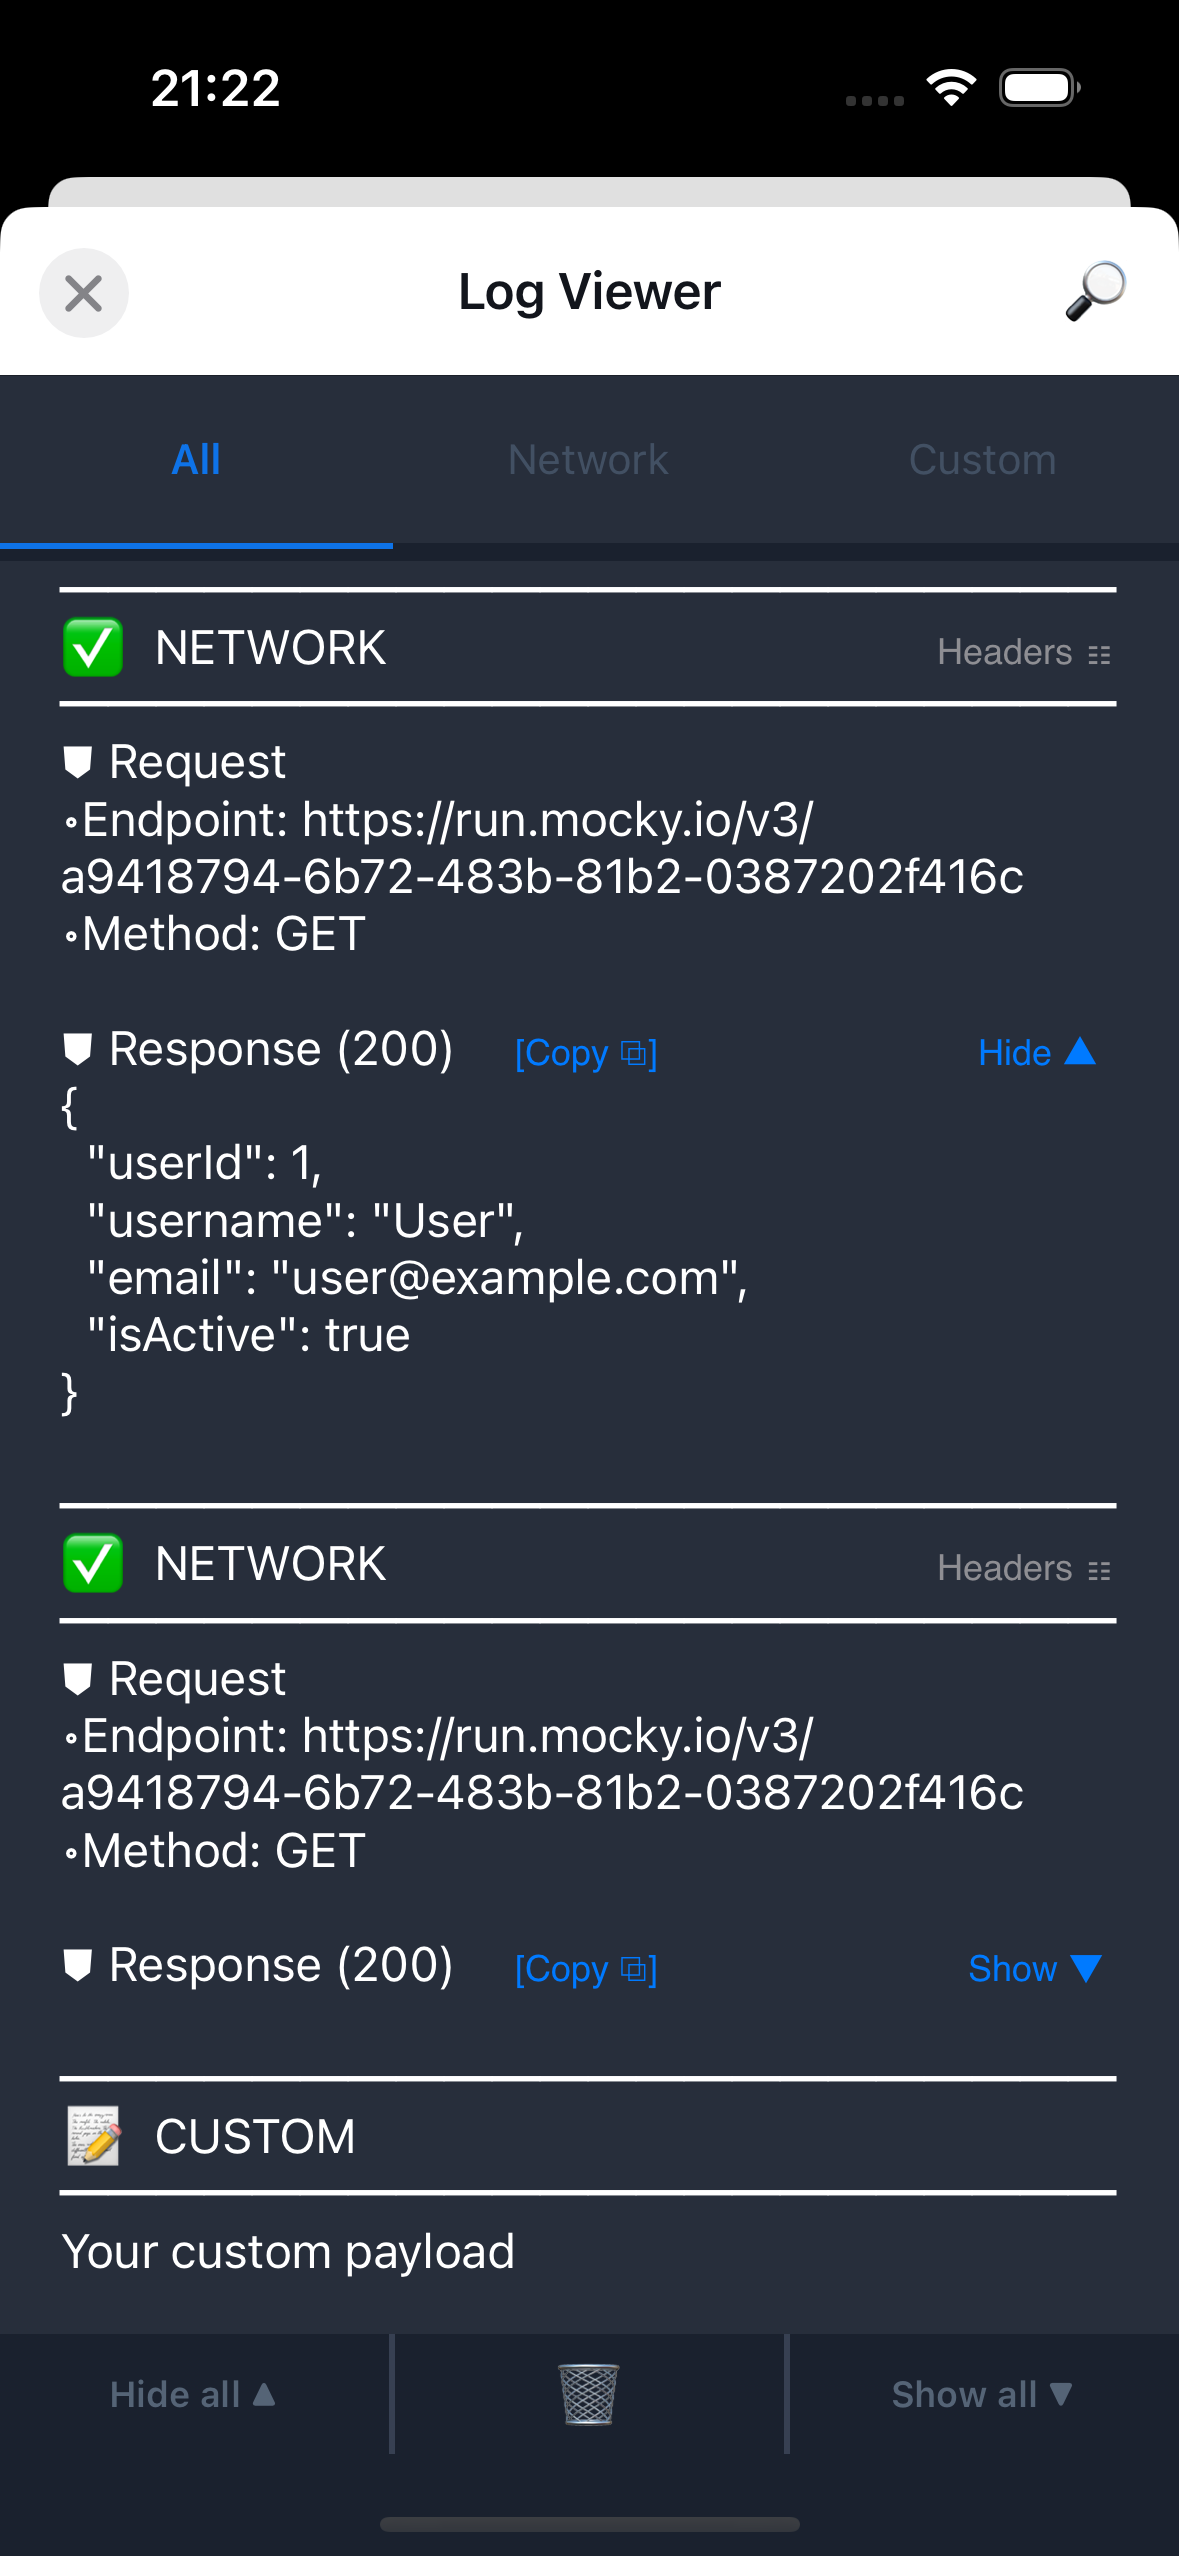 21:22
Log Viewer
All
Network
Custom
NETWORK
Headers
Request
◦Endpoint: https://run.mocky.io/v3/
a9418794-6b72-483b-81b2-0387202f416c
◦Method: GET
Response (200) [Copy ⧉] Hide ▲
{
"userId": 1,
"username": "User",
"email": "user@example.com",
"isActive": true
}
NETWORK
Headers
Request
◦Endpoint: https://run.mocky.io/v3/
a9418794-6b72-483b-81b2-0387202f416c
◦Method: GET
Response (200) [Copy ⧉] Show ▼
CUSTOM
Your custom payload
Hide all ▲
Show all ▼